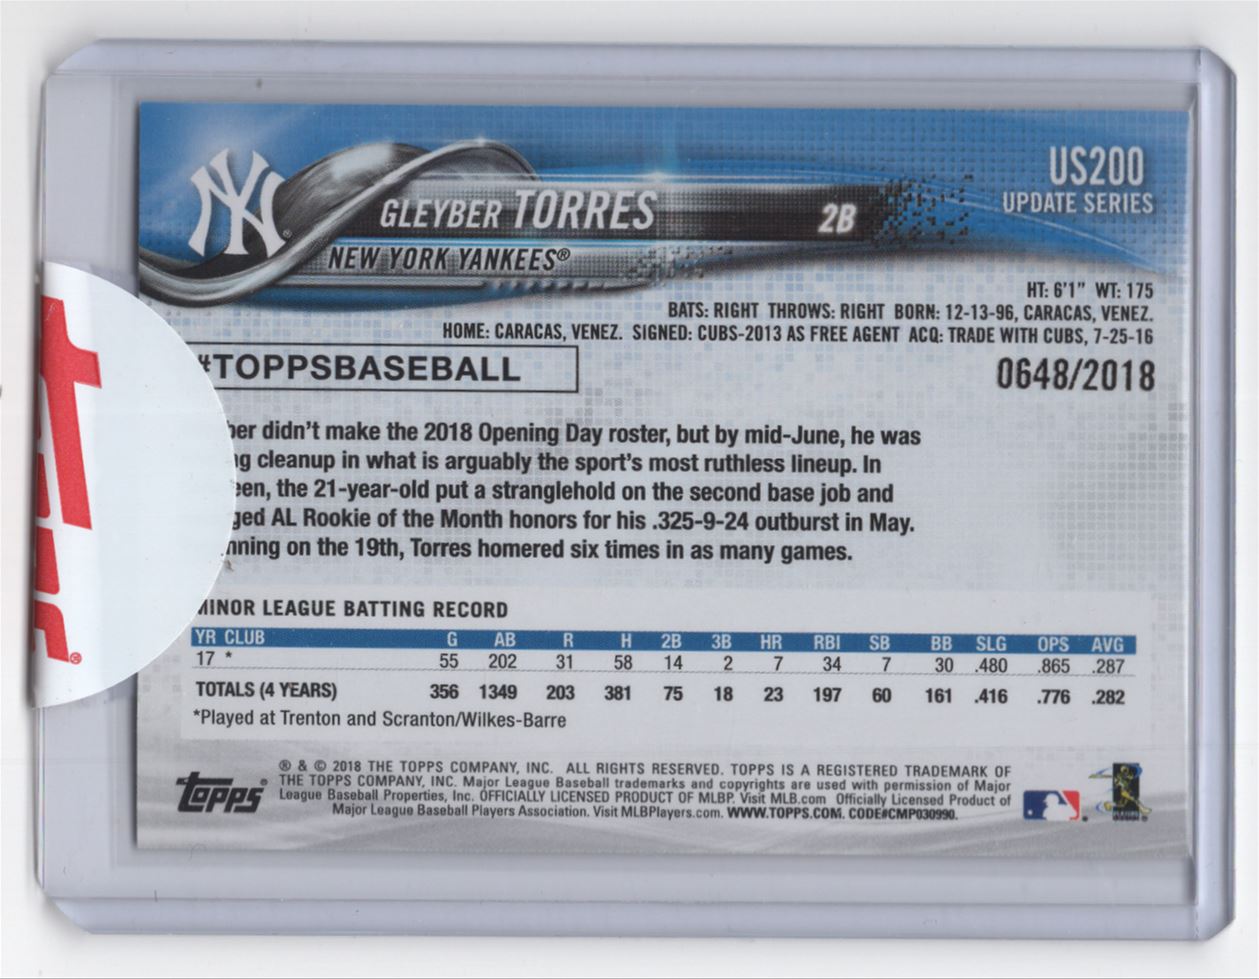 NY
US200
UPDATE SERIES
GLEYBER TORRES 2B
NEW YORK YANKEES®
HT: 6'1" WT: 175
BATS: RIGHT THROWS: RIGHT BORN: 12-13-96, CARACAS, VENEZ.
HOME: CARACAS, VENEZ. SIGNED: CUBS-2013 AS FREE AGENT ACQ: TRADE WITH CUBS, 7-25-16
#TOPPSBASEBALL
0648/2018
didn't make the 2018 Opening Day roster, but by mid-June, he was
cleanup in what is arguably the sport's most ruthless lineup. In
the 21-year-old put a stranglehold on the second base job and
AL Rookie of the Month honors for his .325-9-24 outburst in May.
on the 19th, Torres homered six times in as many games.
MINOR LEAGUE BATTING RECORD
YR CLUB G AB R H 2B 3B HR RBI SB BB SLG OPS AVG
17 * 55 202 31 58 14 2 7 34 7 30 .480 .865 .287
TOTALS (4 YEARS) 356 1349 203 381 75 18 23 197 60 161 .416 .776 .282
*Played at Trenton and Scranton/Wilkes-Barre
Topps®
® & © 2018 THE TOPPS COMPANY, INC. ALL RIGHTS RESERVED. TOPPS IS A REGISTERED TRADEMARK OF
THE TOPPS COMPANY, INC. Major League Baseball trademarks and copyrights are used with permission of Major
League Baseball Properties, Inc. OFFICIALLY LICENSED PRODUCT OF MLBP. Visit MLB.com Officially Licensed Product of
Major League Baseball Players Association. Visit MLBPlayers.com. WWW.TOPPS.COM. CODE#CMP030990.